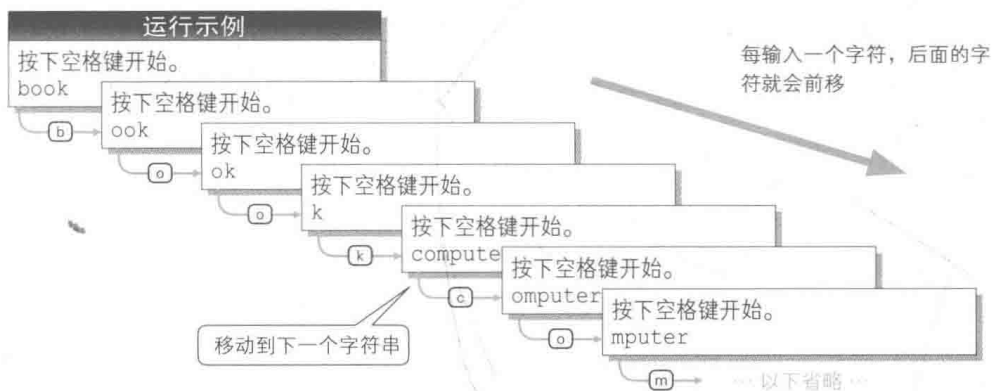 运行示例
按下空格键开始。
book
每输入一个字符，后面的字
符就会前移
b
按下空格键开始。
ook
o
按下空格键开始。
ok
o
按下空格键开始。
k
k
按下空格键开始。
compute
移动到下一个字符串
c
按下空格键开始。
omputer
o
按下空格键开始。
mputer
m
… 以下省略 …